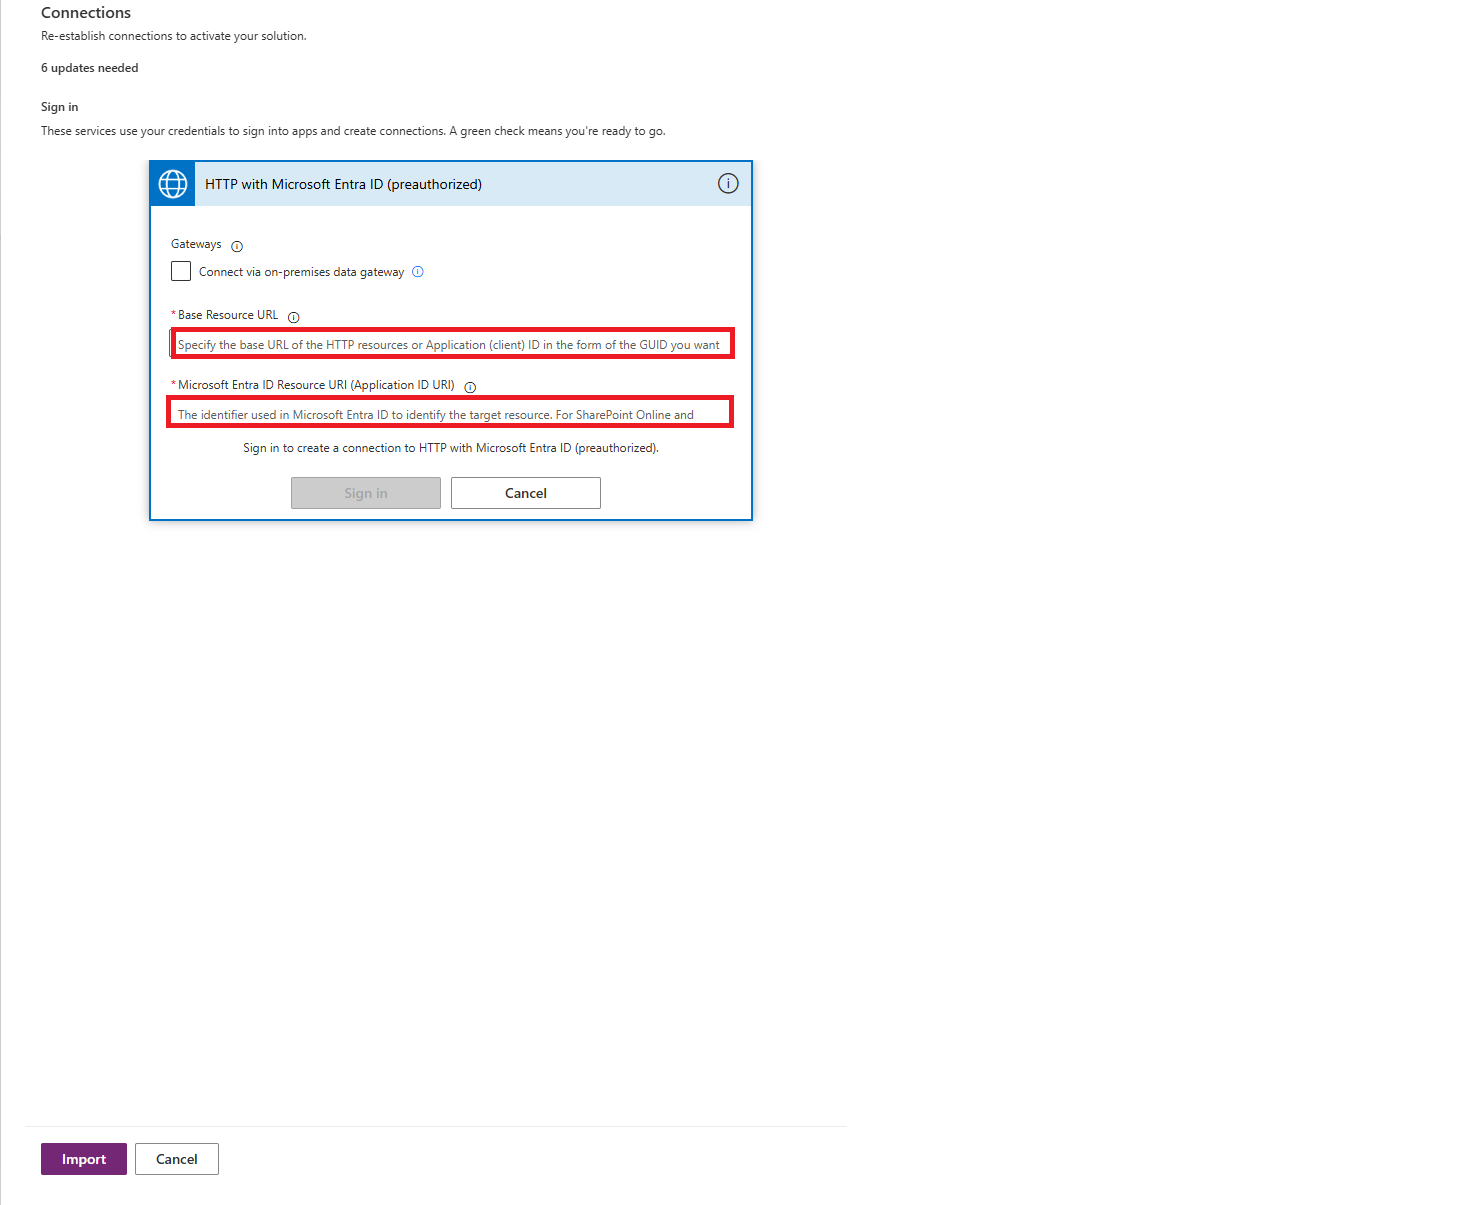 Connections
Re-establish connections to activate your solution.
6 updates needed
Sign in
These services use your credentials to sign into apps and create connections. A green check means you're ready to go.
HTTP with Microsoft Entra ID (preauthorized)
Gateways
Connect via on-premises data gateway
* Base Resource URL
Specify the base URL of the HTTP resources or Application (client) ID in the form of the GUID you want
* Microsoft Entra ID Resource URI (Application ID URI)
The identifier used in Microsoft Entra ID to identify the target resource. For SharePoint Online and
Sign in to create a connection to HTTP with Microsoft Entra ID (preauthorized).
Sign in Cancel
Import Cancel